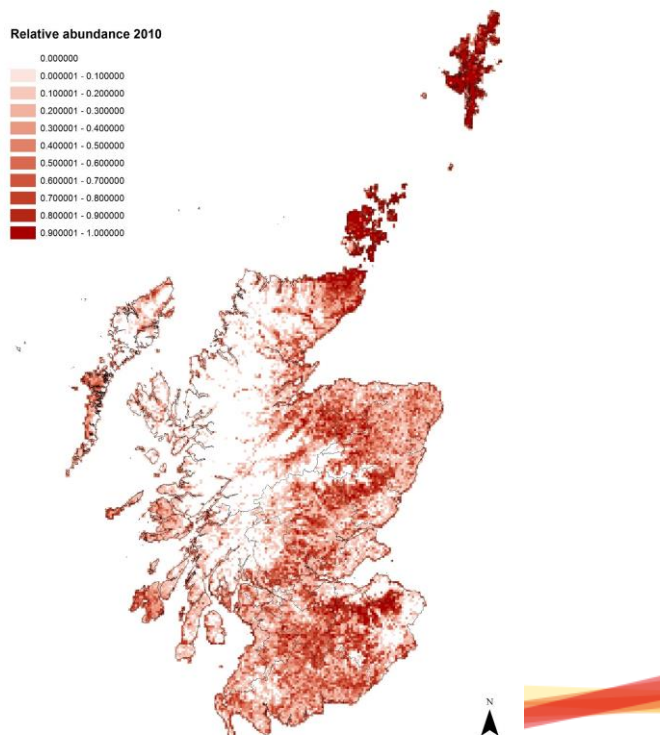 Relative abundance 2010
0.000000
0.000001 - 0.100000
0.100001 - 0.200000
0.200001 - 0.300000
0.300001 - 0.400000
0.400001 - 0.500000
0.500001 - 0.600000
0.600001 - 0.700000
0.700001 - 0.800000
0.800001 - 0.900000
0.900001 - 1.000000
N